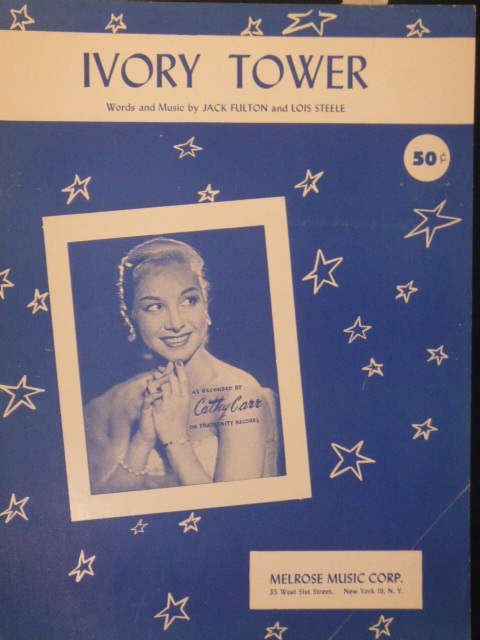 IVORY TOWER
Words and Music by JACK FULTON and LOIS STEELE
50¢
AS RECORDED BY
Cathy Carr
ON FRATERNITY RECORDS
MELROSE MUSIC CORP.
35 West 51st Street, New York 19, N. Y.